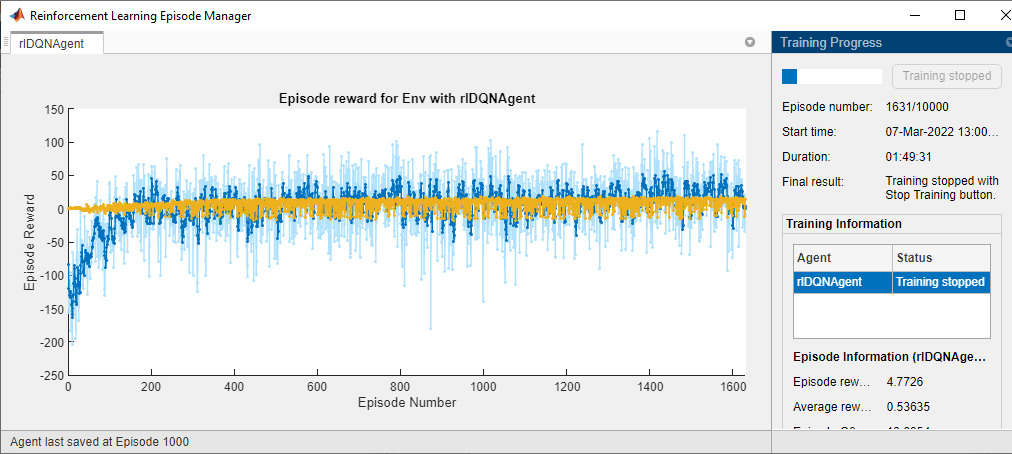 Reinforcement Learning Episode Manager
rlDQNAgent
Episode reward for Env with rlDQNAgent
150
100
50
0
-50
-100
-150
-200
-250
Episode Reward
0 200 400 600 800 1000 1200 1400 1600
Episode Number
Agent last saved at Episode 1000
Training Progress
Training stopped
Episode number: 1631/10000
Start time: 07-Mar-2022 13:00...
Duration: 01:49:31
Final result: Training stopped with
Stop Training button.
Training Information
Agent Status
rlDQNAgent Training stopped
Episode Information (rlDQNAge...
Episode rew... 4.7726
Average rew... 0.53635